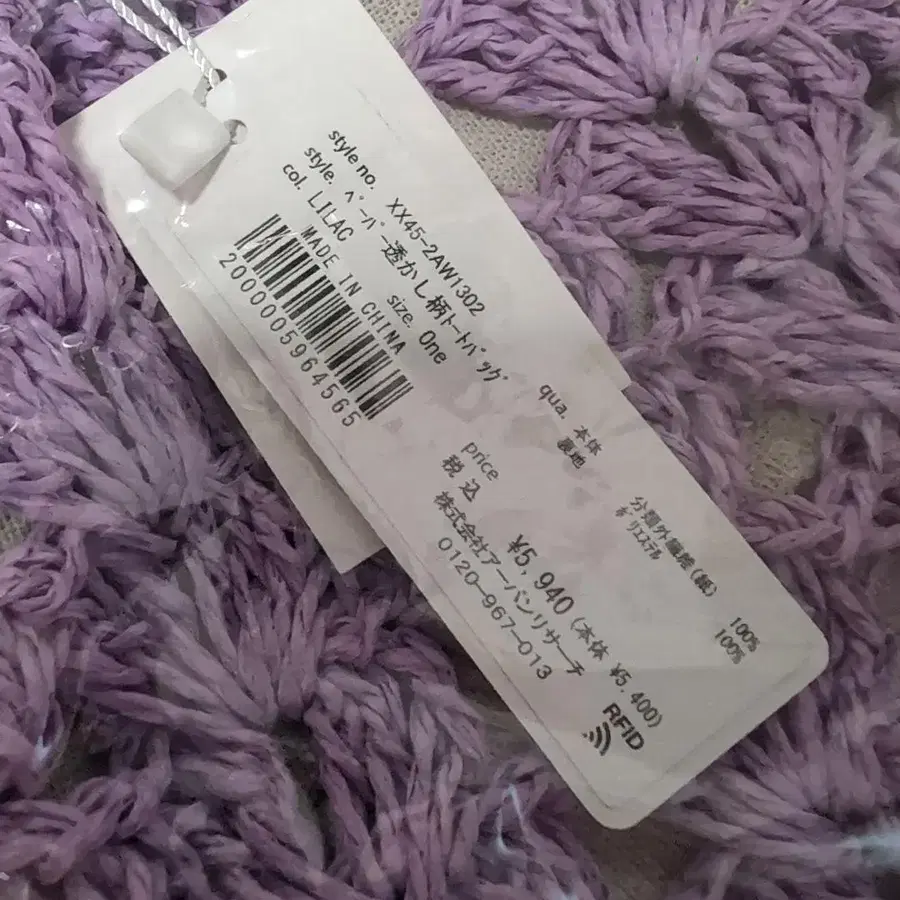 style no. XX45-2AW1302
style. ペーパー透かし柄トートバッグ
col. LILAC size. One
MADE IN CHINA
2000005964565
qua. 本体 分類外繊維(紙) 100%
裏地 ポリエステル 100%
price
税込 ¥5,940(本体 ¥5,400)
株式会社アーバンリサーチ
0120-967-013
RFID